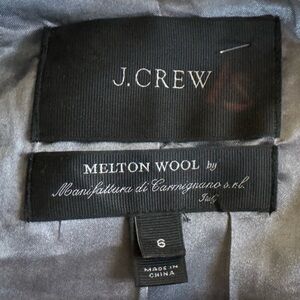 J.CREW
MELTON WOOL by
Manifattura di Carmignano s.r.l.
Italy
6
MADE IN
CHINA